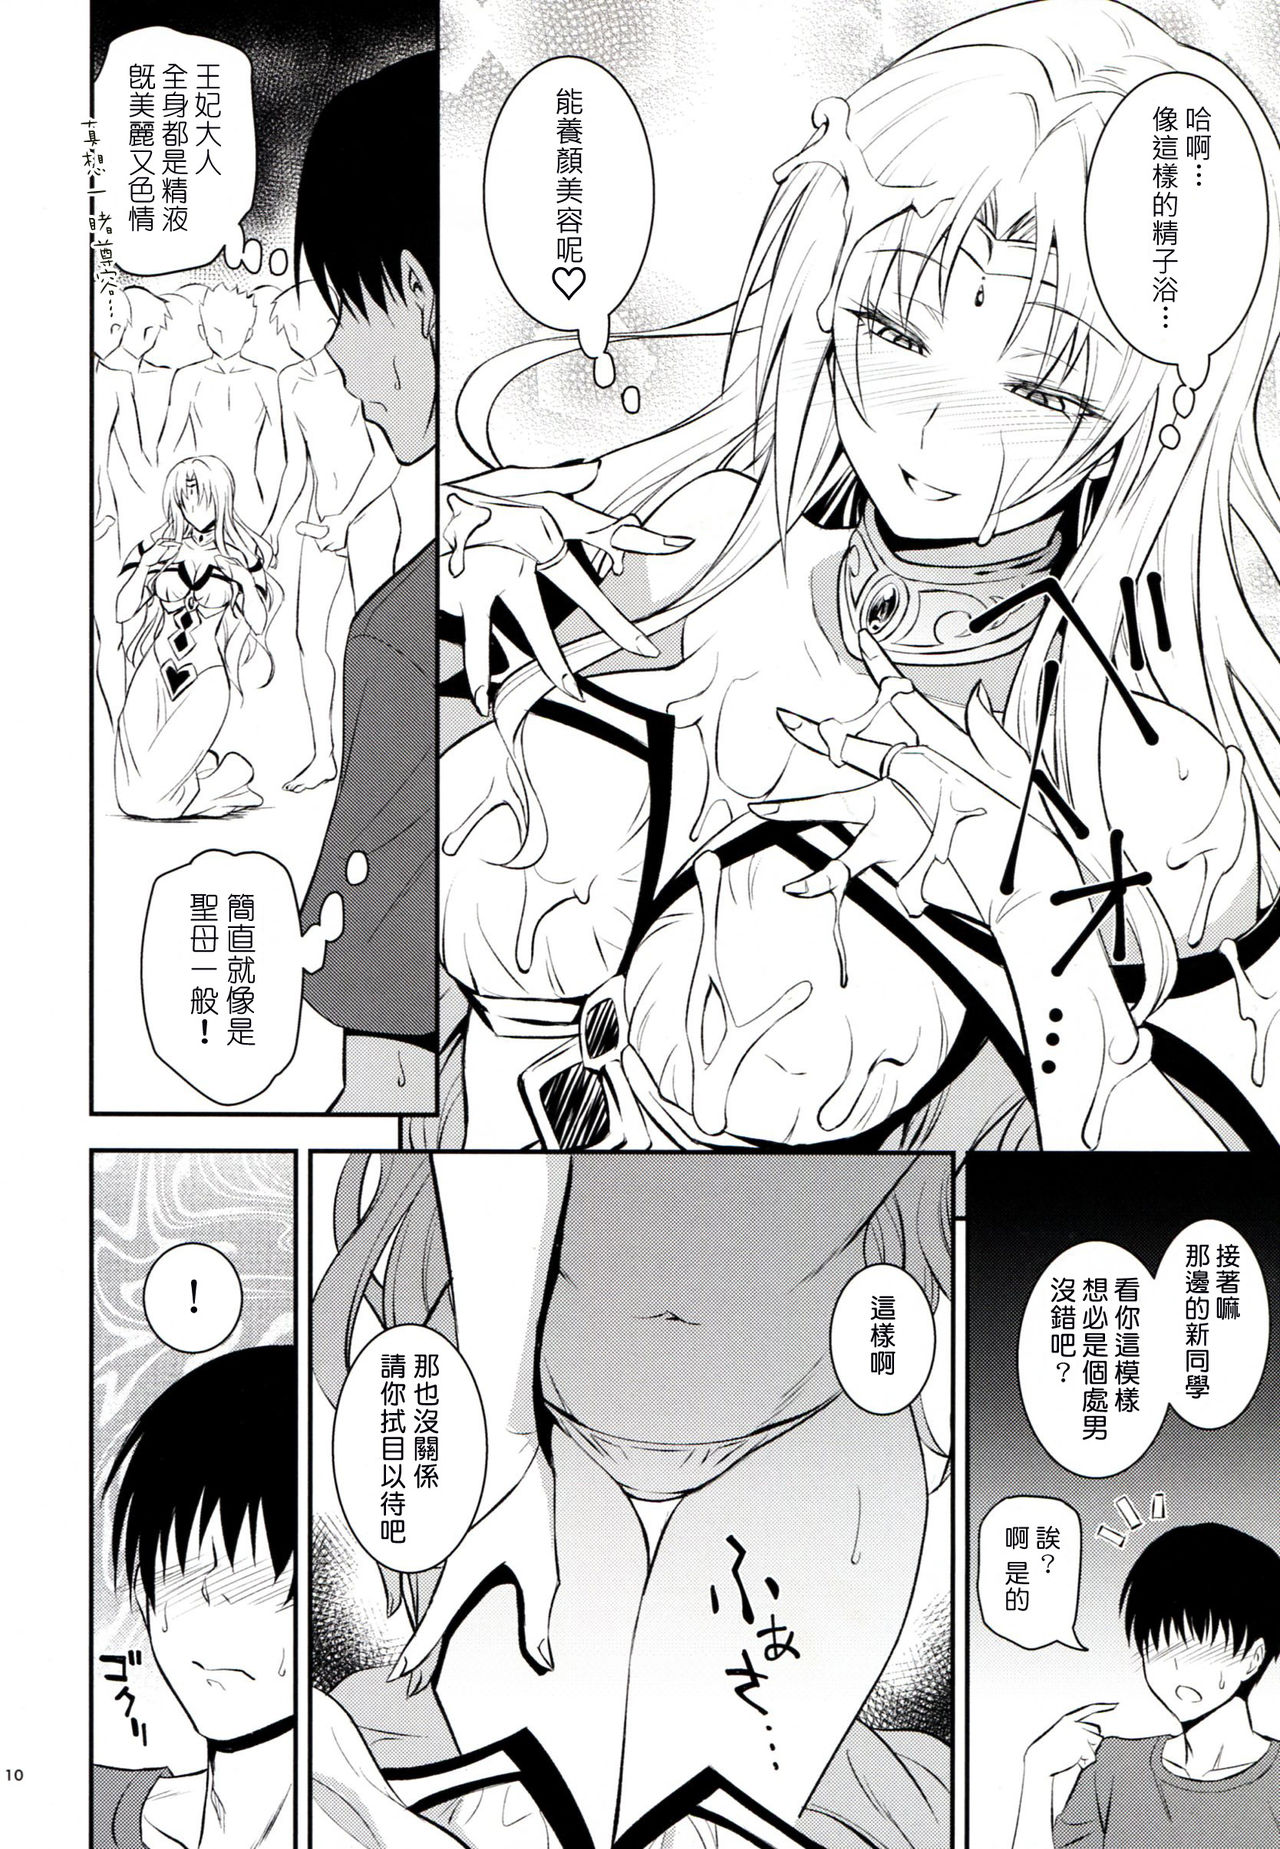 哈啊…
像這樣的精子浴…
能養顏美容呢♡
ヘバ
ァ
オ…
王妃大人
全身都是精液
既美麗又色情
真想一睹尊容…
簡直就像是
聖母一般！
接著嘛
那邊的新同學
看你這模樣
想必是個處男
沒錯吧？
誒？
啊 是的
這樣啊
那也沒關係
請你拭目以待吧
ふぁさ…
！
ゴクッ
10